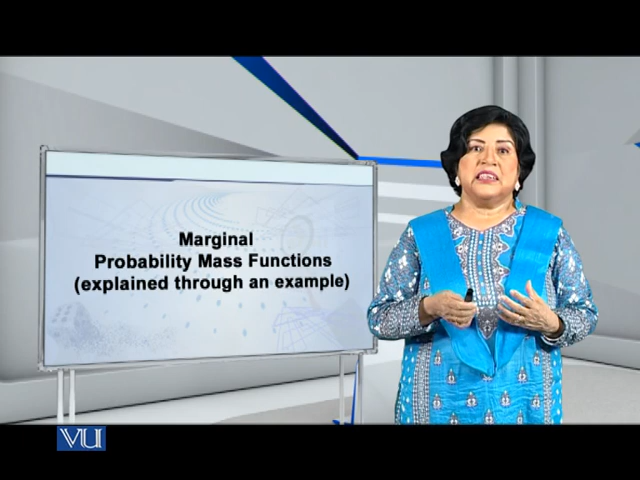 Marginal
Probability Mass Functions
(explained through an example)
VU